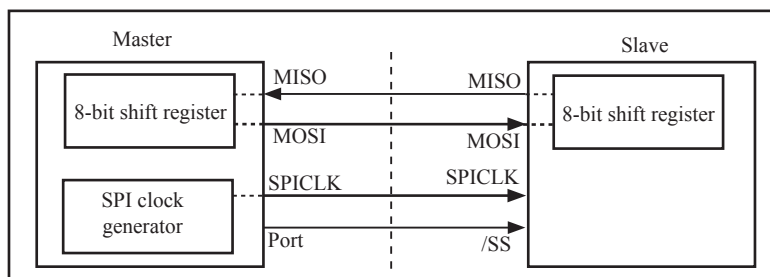 Master
Slave
MISO
MISO
8-bit shift register
8-bit shift register
MOSI
MOSI
SPICLK
SPICLK
SPI clock
generator
Port
/SS